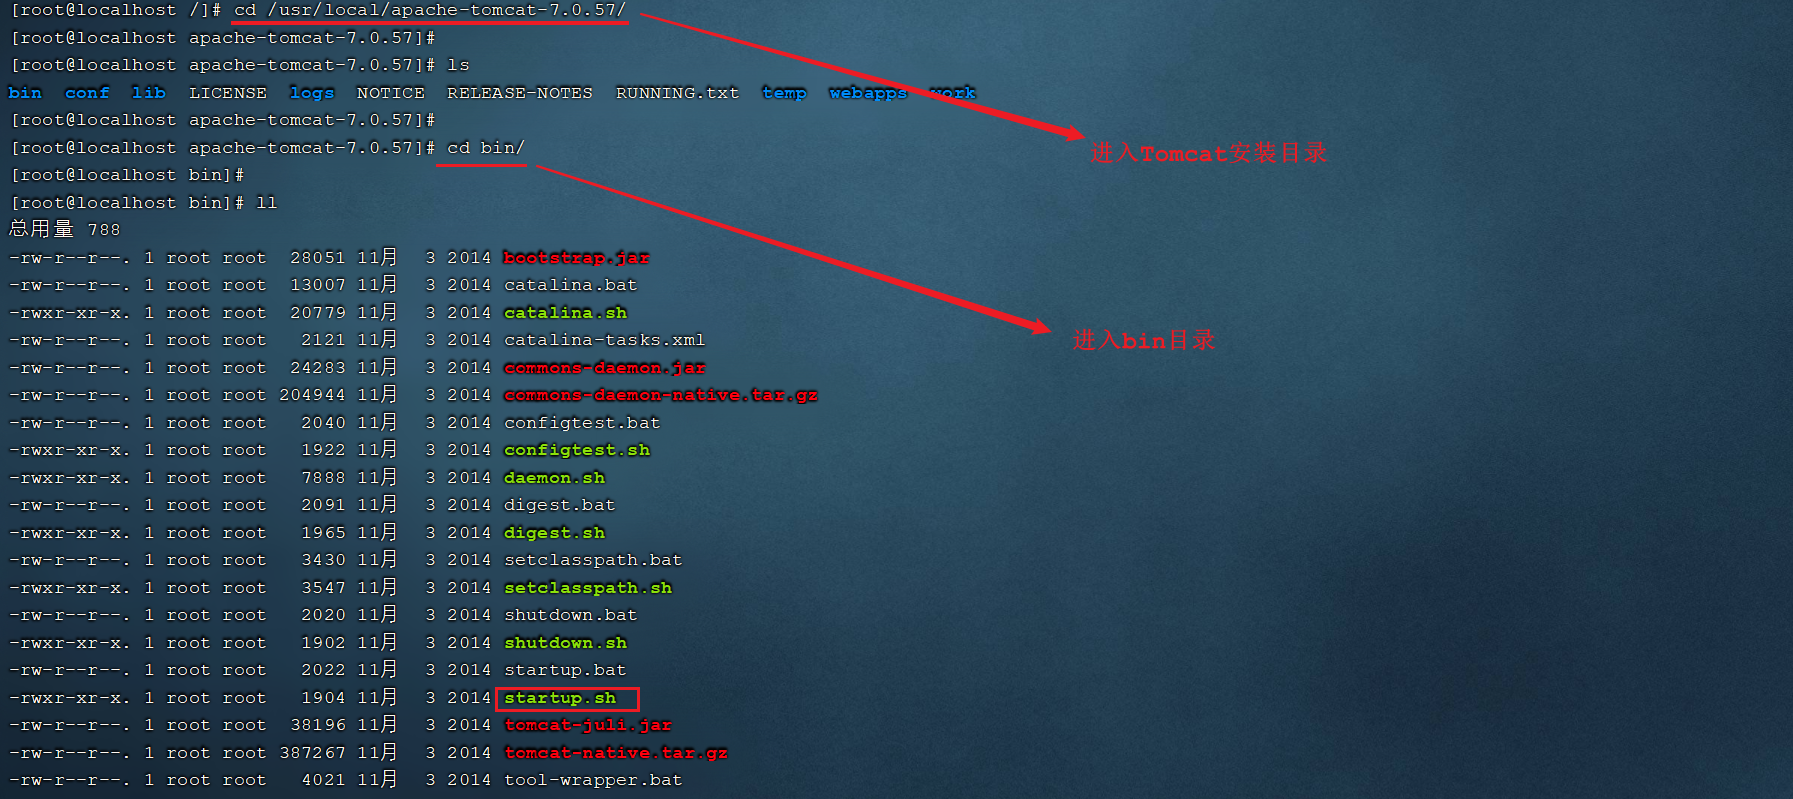 [root@localhost /]# cd /usr/local/apache-tomcat-7.0.57/
[root@localhost apache-tomcat-7.0.57]#
[root@localhost apache-tomcat-7.0.57]# ls
bin conf lib LICENSE logs NOTICE RELEASE-NOTES RUNNING.txt temp webapps work
[root@localhost apache-tomcat-7.0.57]#
进入Tomcat安装目录
[root@localhost apache-tomcat-7.0.57]# cd bin/
[root@localhost bin]#
[root@localhost bin]# ll
总用量 788
-rw-r--r--. 1 root root 28051 11月 3 2014 bootstrap.jar
-rw-r--r--. 1 root root 13007 11月 3 2014 catalina.bat
-rwxr-xr-x. 1 root root 20779 11月 3 2014 catalina.sh
-rw-r--r--. 1 root root 2121 11月 3 2014 catalina-tasks.xml
进入bin目录
-rw-r--r--. 1 root root 24283 11月 3 2014 commons-daemon.jar
-rw-r--r--. 1 root root 204944 11月 3 2014 commons-daemon-native.tar.gz
-rw-r--r--. 1 root root 2040 11月 3 2014 configtest.bat
-rwxr-xr-x. 1 root root 1922 11月 3 2014 configtest.sh
-rwxr-xr-x. 1 root root 7888 11月 3 2014 daemon.sh
-rw-r--r--. 1 root root 2091 11月 3 2014 digest.bat
-rwxr-xr-x. 1 root root 1965 11月 3 2014 digest.sh
-rw-r--r--. 1 root root 3430 11月 3 2014 setclasspath.bat
-rwxr-xr-x. 1 root root 3547 11月 3 2014 setclasspath.sh
-rw-r--r--. 1 root root 2020 11月 3 2014 shutdown.bat
-rwxr-xr-x. 1 root root 1902 11月 3 2014 shutdown.sh
-rw-r--r--. 1 root root 2022 11月 3 2014 startup.bat
-rwxr-xr-x. 1 root root 1904 11月 3 2014 startup.sh
-rw-r--r--. 1 root root 38196 11月 3 2014 tomcat-juli.jar
-rw-r--r--. 1 root root 387267 11月 3 2014 tomcat-native.tar.gz
-rw-r--r--. 1 root root 4021 11月 3 2014 tool-wrapper.bat